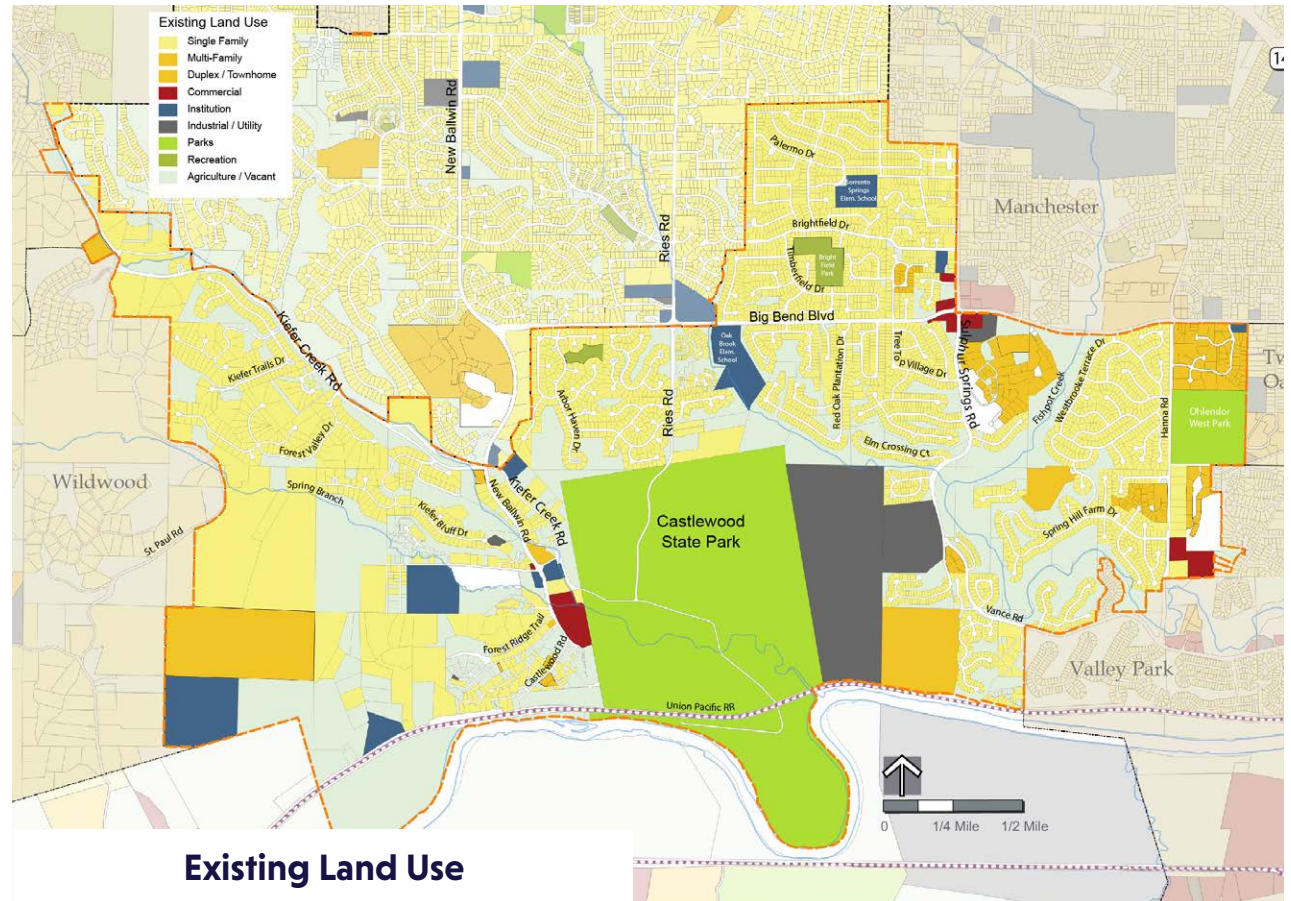 Existing Land Use
Single Family
Multi-Family
Duplex / Townhome
Commercial
Institution
Industrial / Utility
Parks
Recreation
Agriculture / Vacant
New Ballwin Rd
Ries Rd
Palermo Dr
Sorrento
Springs
Elem. School
Manchester
Brightfield Dr
Bright
Field
Park
Timberfield Dr
Big Bend Blvd
Kiefer Creek Rd
Kiefer Trails Dr
Forest Valley Dr
Oak
Brook
Elem.
School
Arbor Haven Dr
Ries Rd
Red Oak Plantation Dr
Tree Top Village Dr
Sulphur Springs Rd
Fishpot Creek
Westbrooke Terrace Dr
Hanna Rd
Ohlendor
West Park
Tw
Oa
14
Elm Crossing Ct
Wildwood
St. Paul Rd
Spring Branch
Kiefer Bluff Dr
New Ballwin Rd
Kiefer Creek Rd
Castlewood
State Park
Spring Hill Farm Dr
Vance Rd
Valley Park
Forest Ridge Trail
Castlewood Rd
Union Pacific RR
0 1/4 Mile 1/2 Mile
Existing Land Use